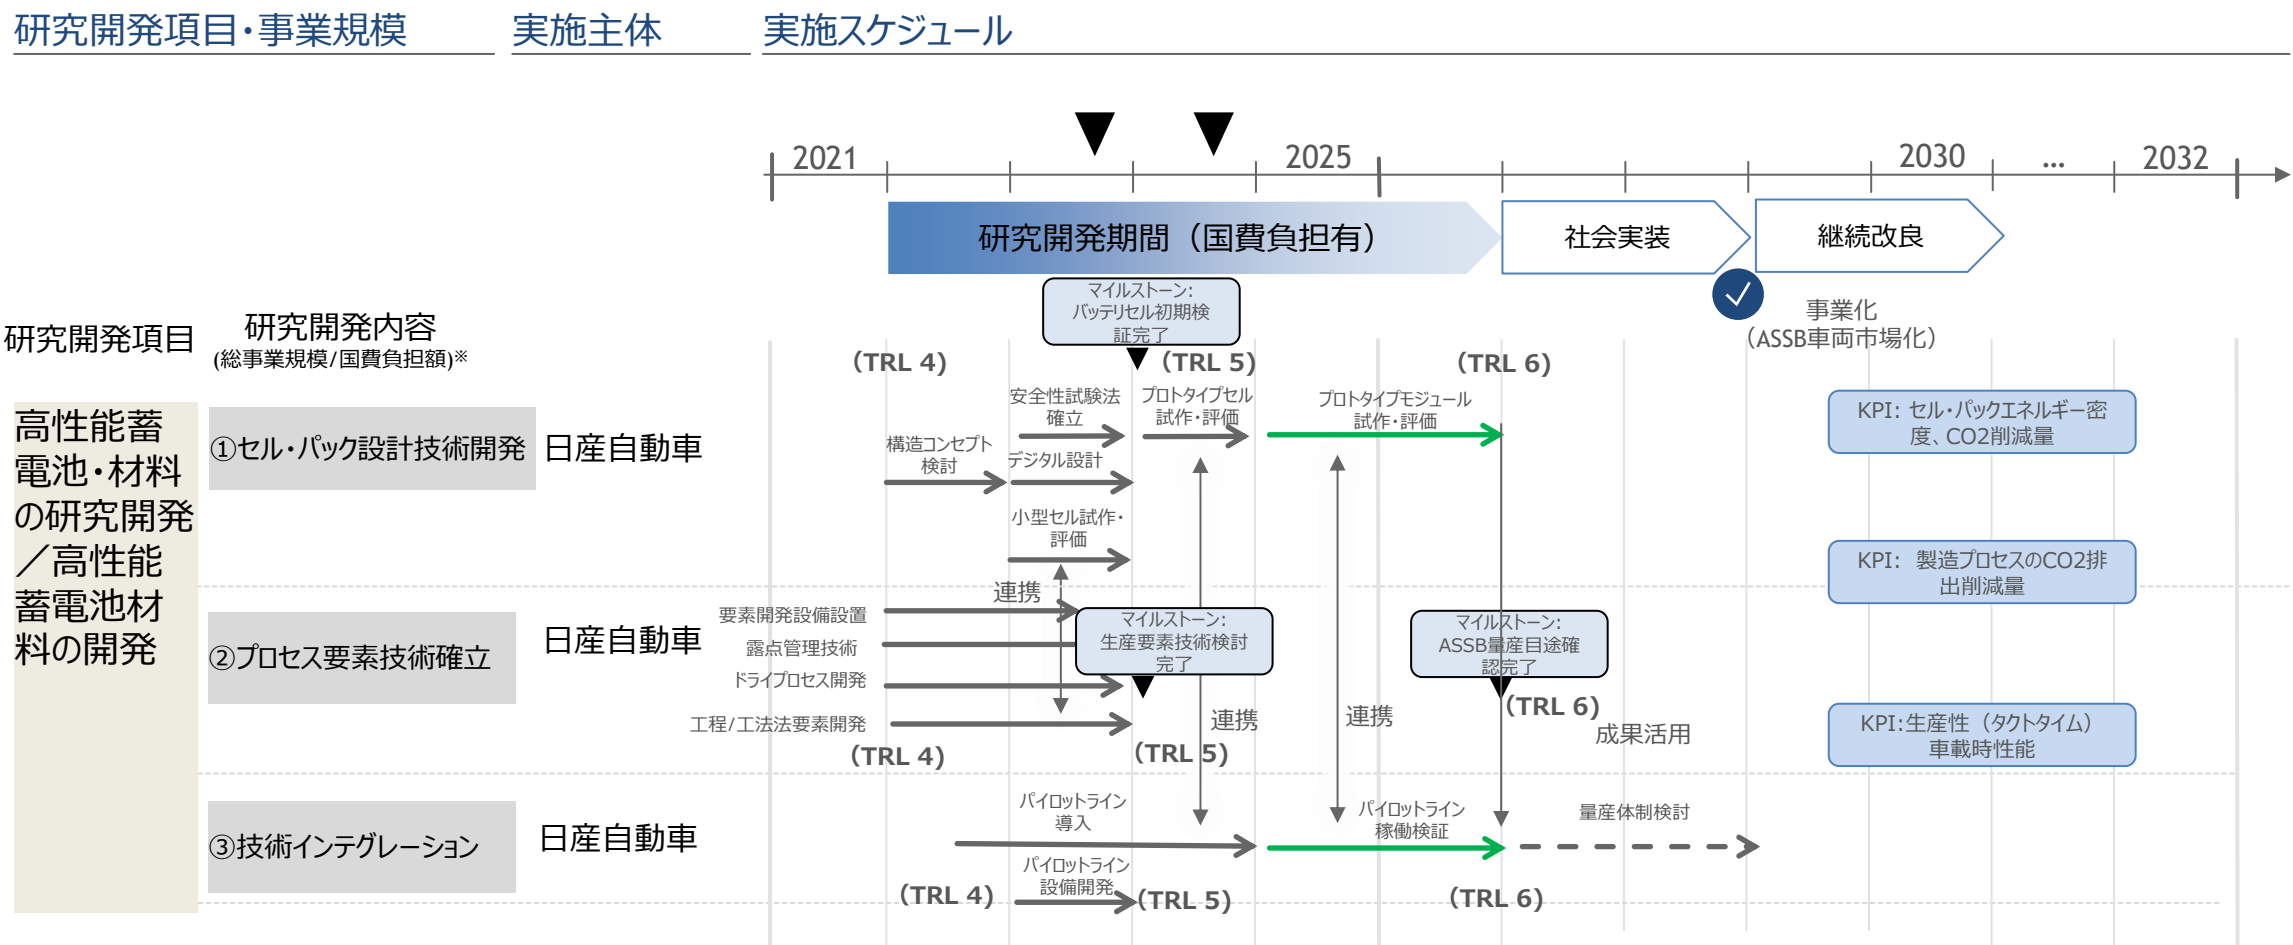 研究開発項目・事業規模
実施主体
実施スケジュール
2021
2025
2030
...
2032
研究開発期間（国費負担有）
社会実装
継続改良
マイルストーン:
バッテリセル初期検
証完了
事業化
（ASSB車両市場化）
研究開発項目
研究開発内容
(総事業規模/国費負担額)※
（TRL 4）
（TRL 5）
（TRL 6）
高性能蓄
電池・材料
の研究開発
／高性能
蓄電池材
料の開発
①セル・パック設計技術開発
日産自動車
構造コンセプト
検討
安全性試験法
確立
デジタル設計
小型セル試作・
評価
プロトタイプセル
試作・評価
プロトタイプモジュール
試作・評価
KPI: セル・パックエネルギー密
度、CO2削減量
KPI: 製造プロセスのCO2排
出削減量
連携
②プロセス要素技術確立
日産自動車
要素開発設備設置
露点管理技術
ドライプロセス開発
工程/工法法要素開発
マイルストーン:
生産要素技術検討
完了
マイルストーン:
ASSB量産目途確
認完了
（TRL 4）
（TRL 5）
（TRL 6）
連携
連携
成果活用
KPI:生産性（タクトタイム）
車載時性能
③技術インテグレーション
日産自動車
パイロットライン
導入
パイロットライン
設備開発
パイロットライン
稼働検証
量産体制検討
（TRL 4）
（TRL 5）
（TRL 6）